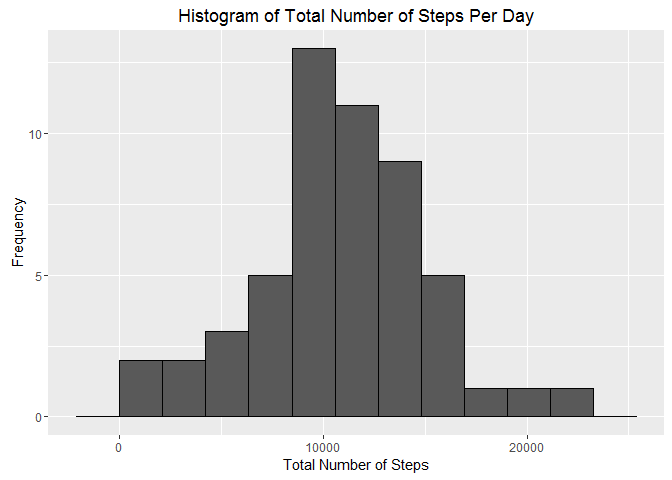 Histogram of Total Number of Steps Per Day
Frequency
10
5
0
0 10000 20000
Total Number of Steps